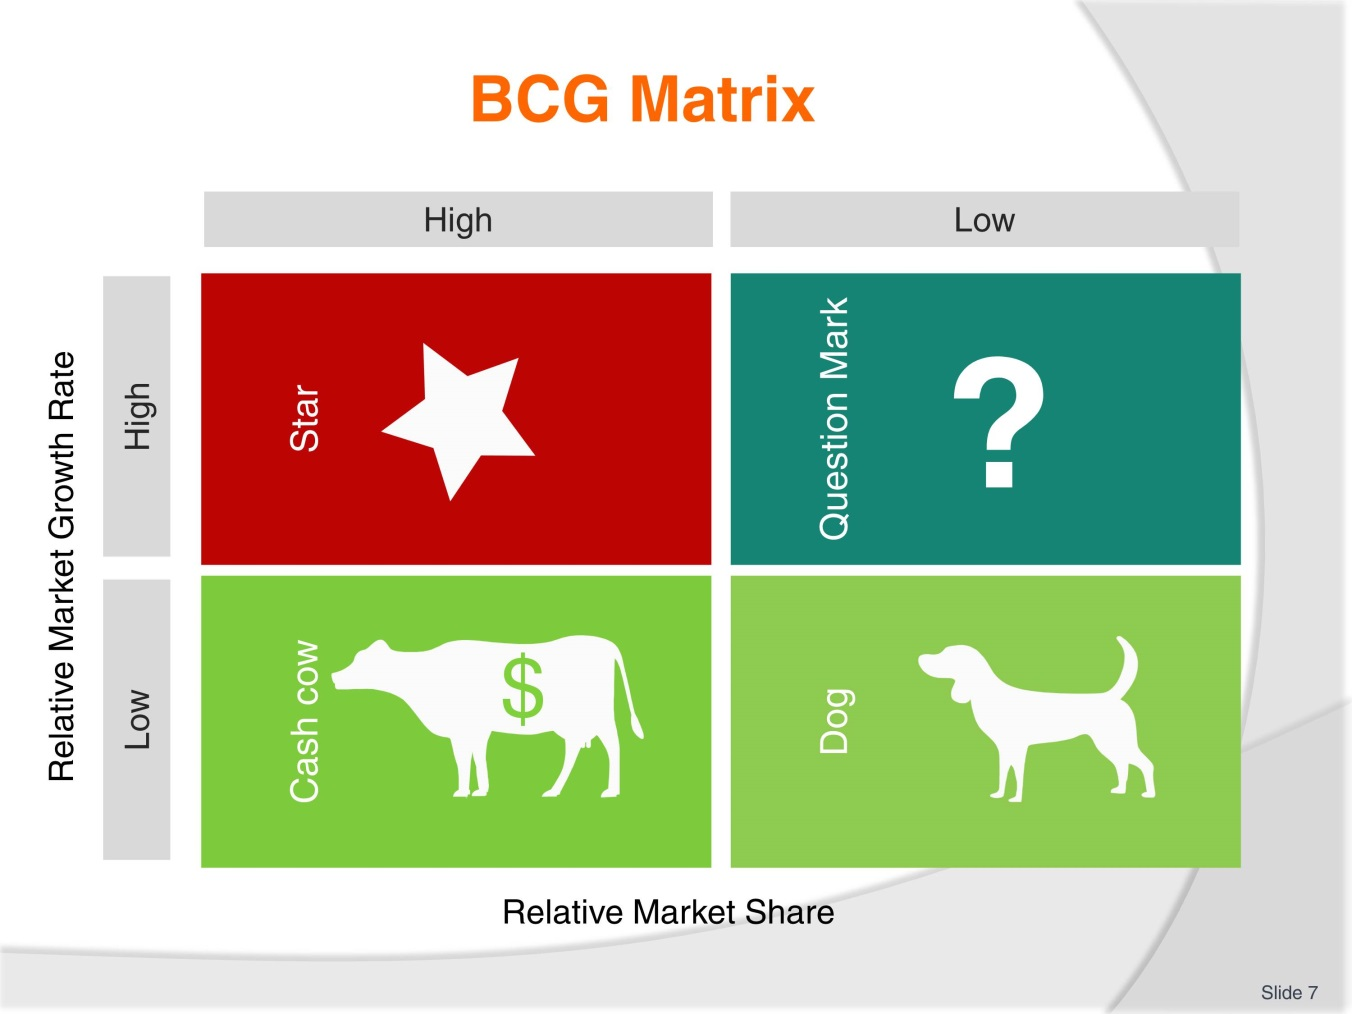 BCG Matrix
High
Low
Relative Market Growth Rate
High
Star
Question Mark
?
Low
Cash cow
$
Dog
Relative Market Share
Slide 7